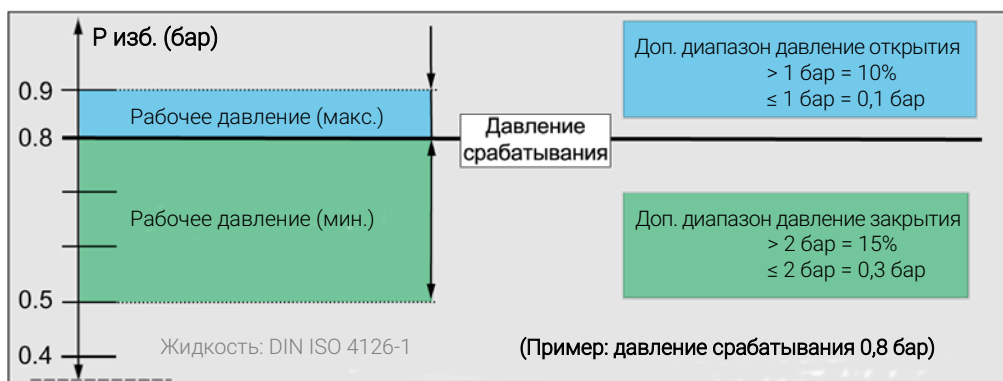 P изб. (бар)
Доп. диапазон давление открытия
> 1 бар = 10%
≤ 1 бар = 0,1 бар
0.9
Рабочее давление (макс.)
0.8
Давление
срабатывания
Рабочее давление (мин.)
Доп. диапазон давление закрытия
> 2 бар = 15%
≤ 2 бар = 0,3 бар
0.5
0.4
Жидкость: DIN ISO 4126-1
(Пример: давление срабатывания 0,8 бар)